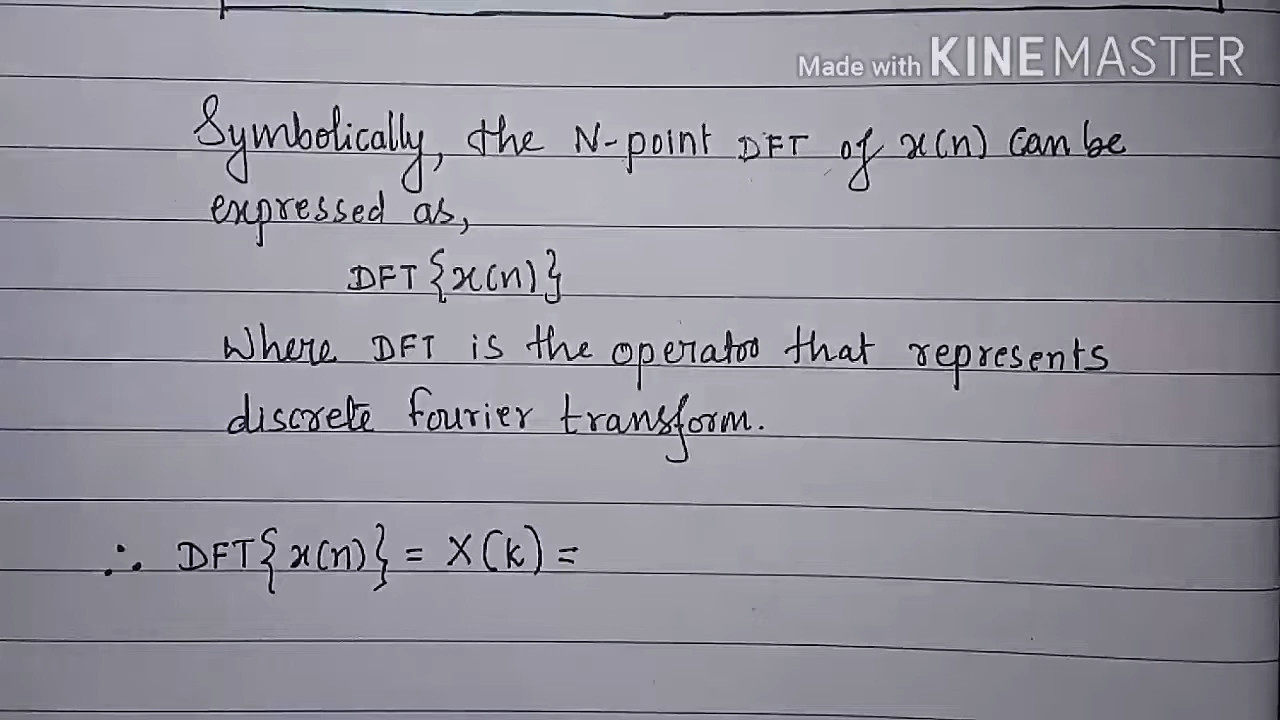 Made with KINEMASTER
Symbolically, the N-point DFT of x(n) can be
expressed as,
DFT{x(n)}
Where DFT is the operator that represents
discrete fourier transform.
∴ DFT{x(n)} = X(k) =